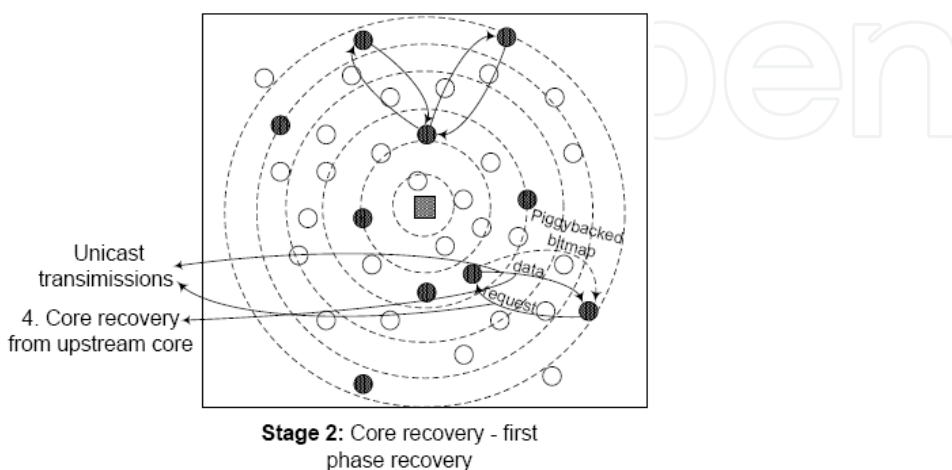 pen
Piggybacked
bitmap
data
request
Unicast
transimissions
4. Core recovery
from upstream core
Stage 2: Core recovery - first
phase recovery